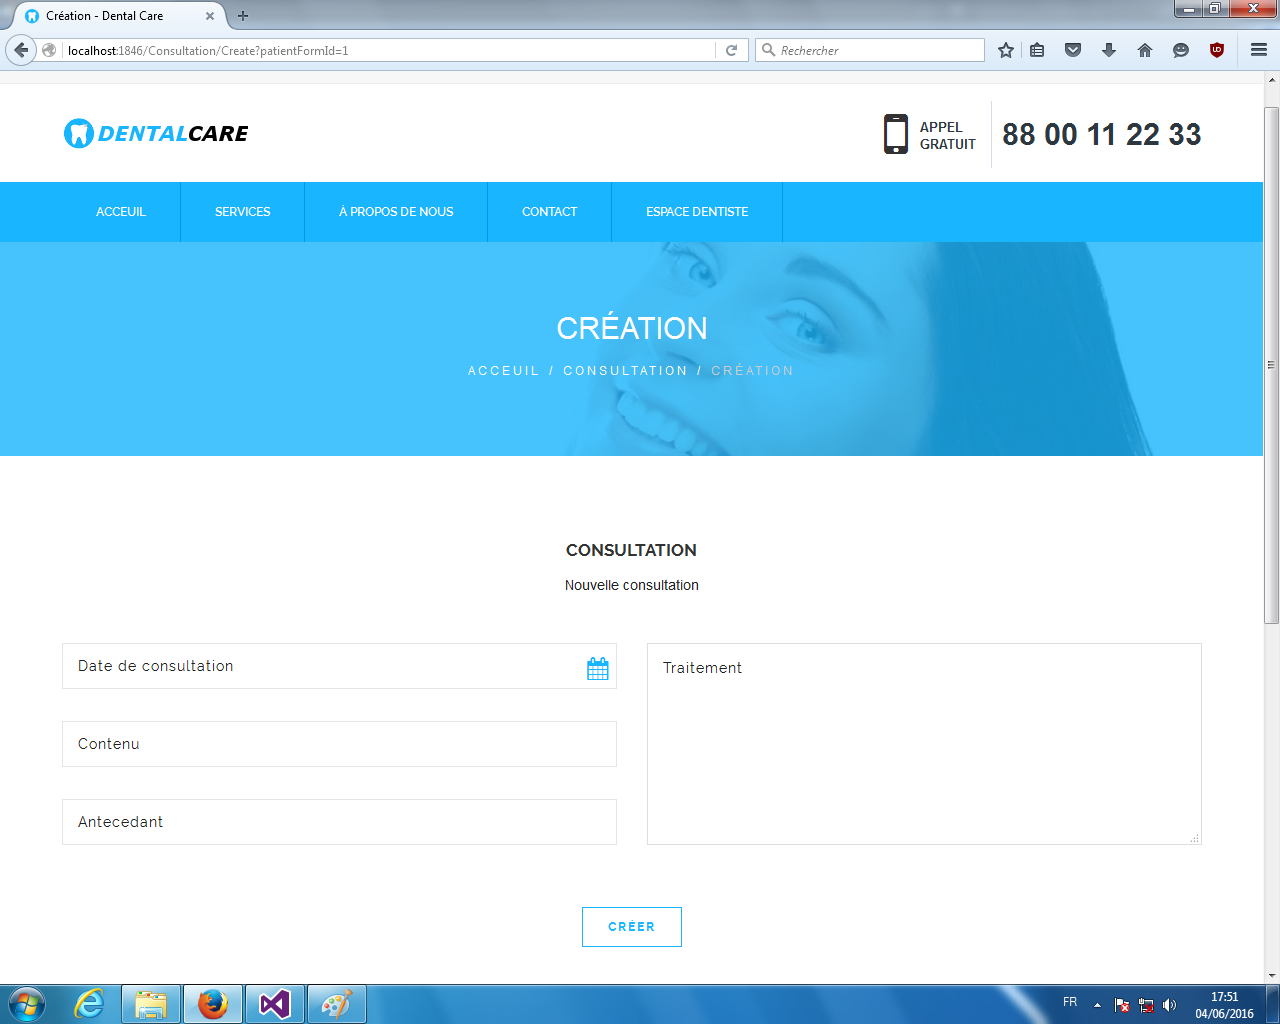 Création - Dental Care
localhost:1846/Consultation/Create?patientFormId=1
Rechercher
DENTALCARE
APPEL
GRATUIT
88 00 11 22 33
ACCEUIL
SERVICES
À PROPOS DE NOUS
CONTACT
ESPACE DENTISTE
CRÉATION
ACCEUIL / CONSULTATION / CRÉATION
CONSULTATION
Nouvelle consultation
Date de consultation
Traitement
Contenu
Antecedant
CRÉER
FR
17:51
04/06/2016